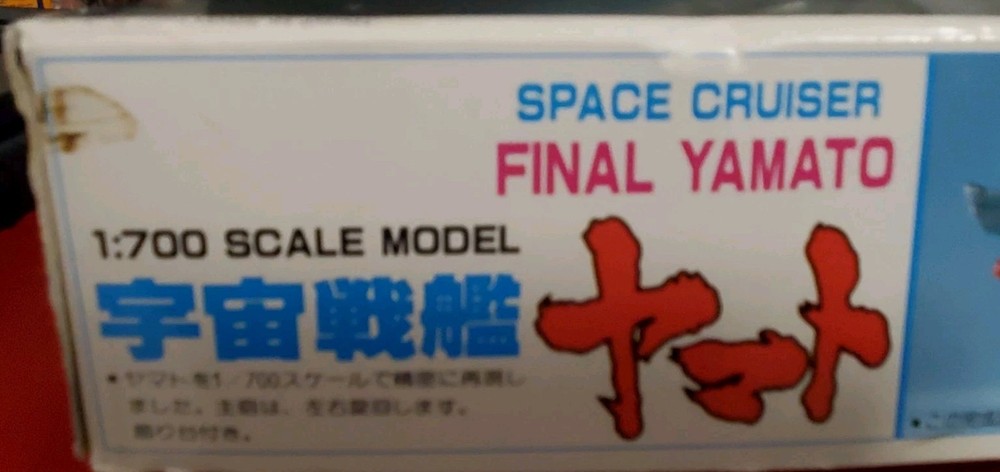 SPACE CRUISER
FINAL YAMATO
1:700 SCALE MODEL
宇宙戦艦
ヤマト
•ヤマトを1/700スケールで精密に再現し
ました。主砲は、左右旋回します。
飾り台付き。